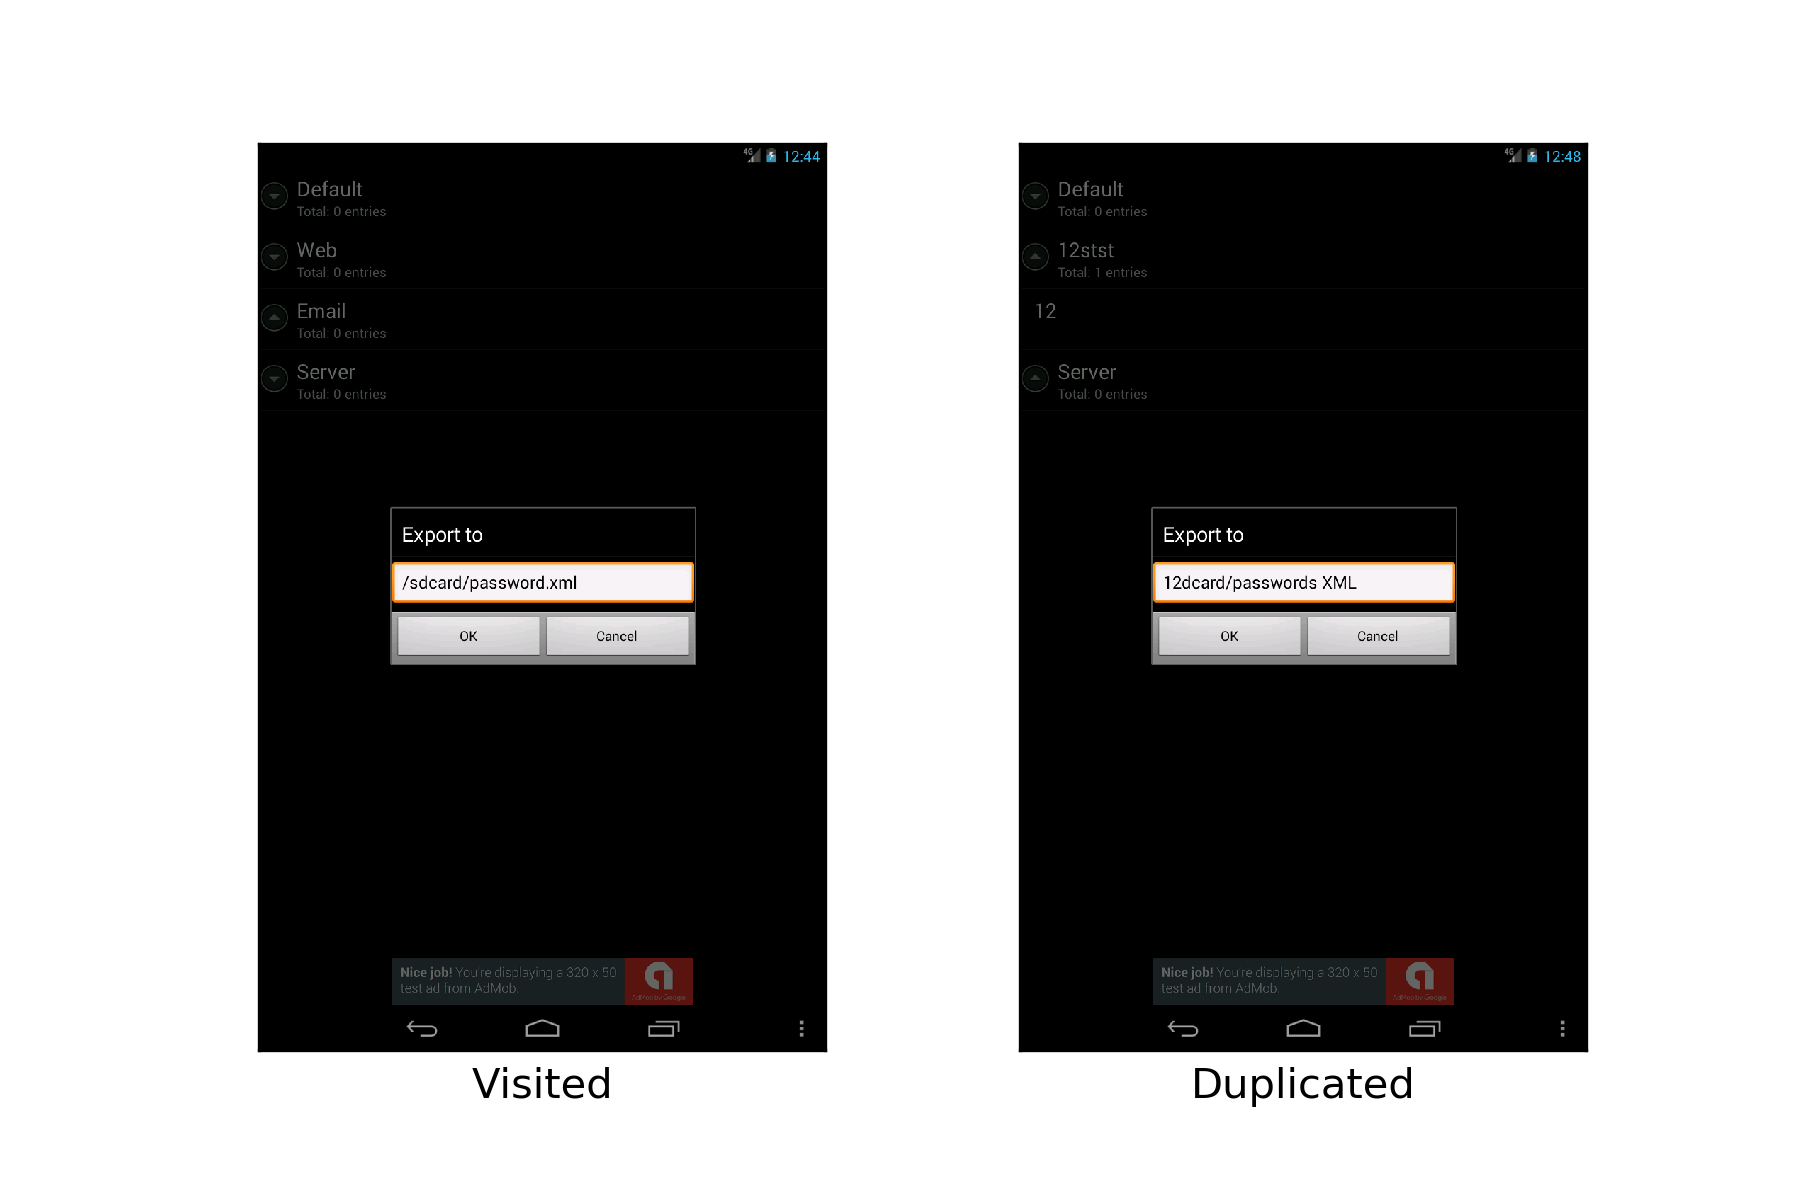 4G 12:44
Default
Total: 0 entries
Web
Total: 0 entries
Email
Total: 0 entries
Server
Total: 0 entries
Export to
/sdcard/password.xml
OK Cancel
Nice job! You're displaying a 320 x 50
test ad from AdMob.
AdMob by Google
Visited
4G 12:48
Default
Total: 0 entries
12stst
Total: 1 entries
12
Server
Total: 0 entries
Export to
12dcard/passwords XML
OK Cancel
Nice job! You're displaying a 320 x 50
test ad from AdMob.
AdMob by Google
Duplicated